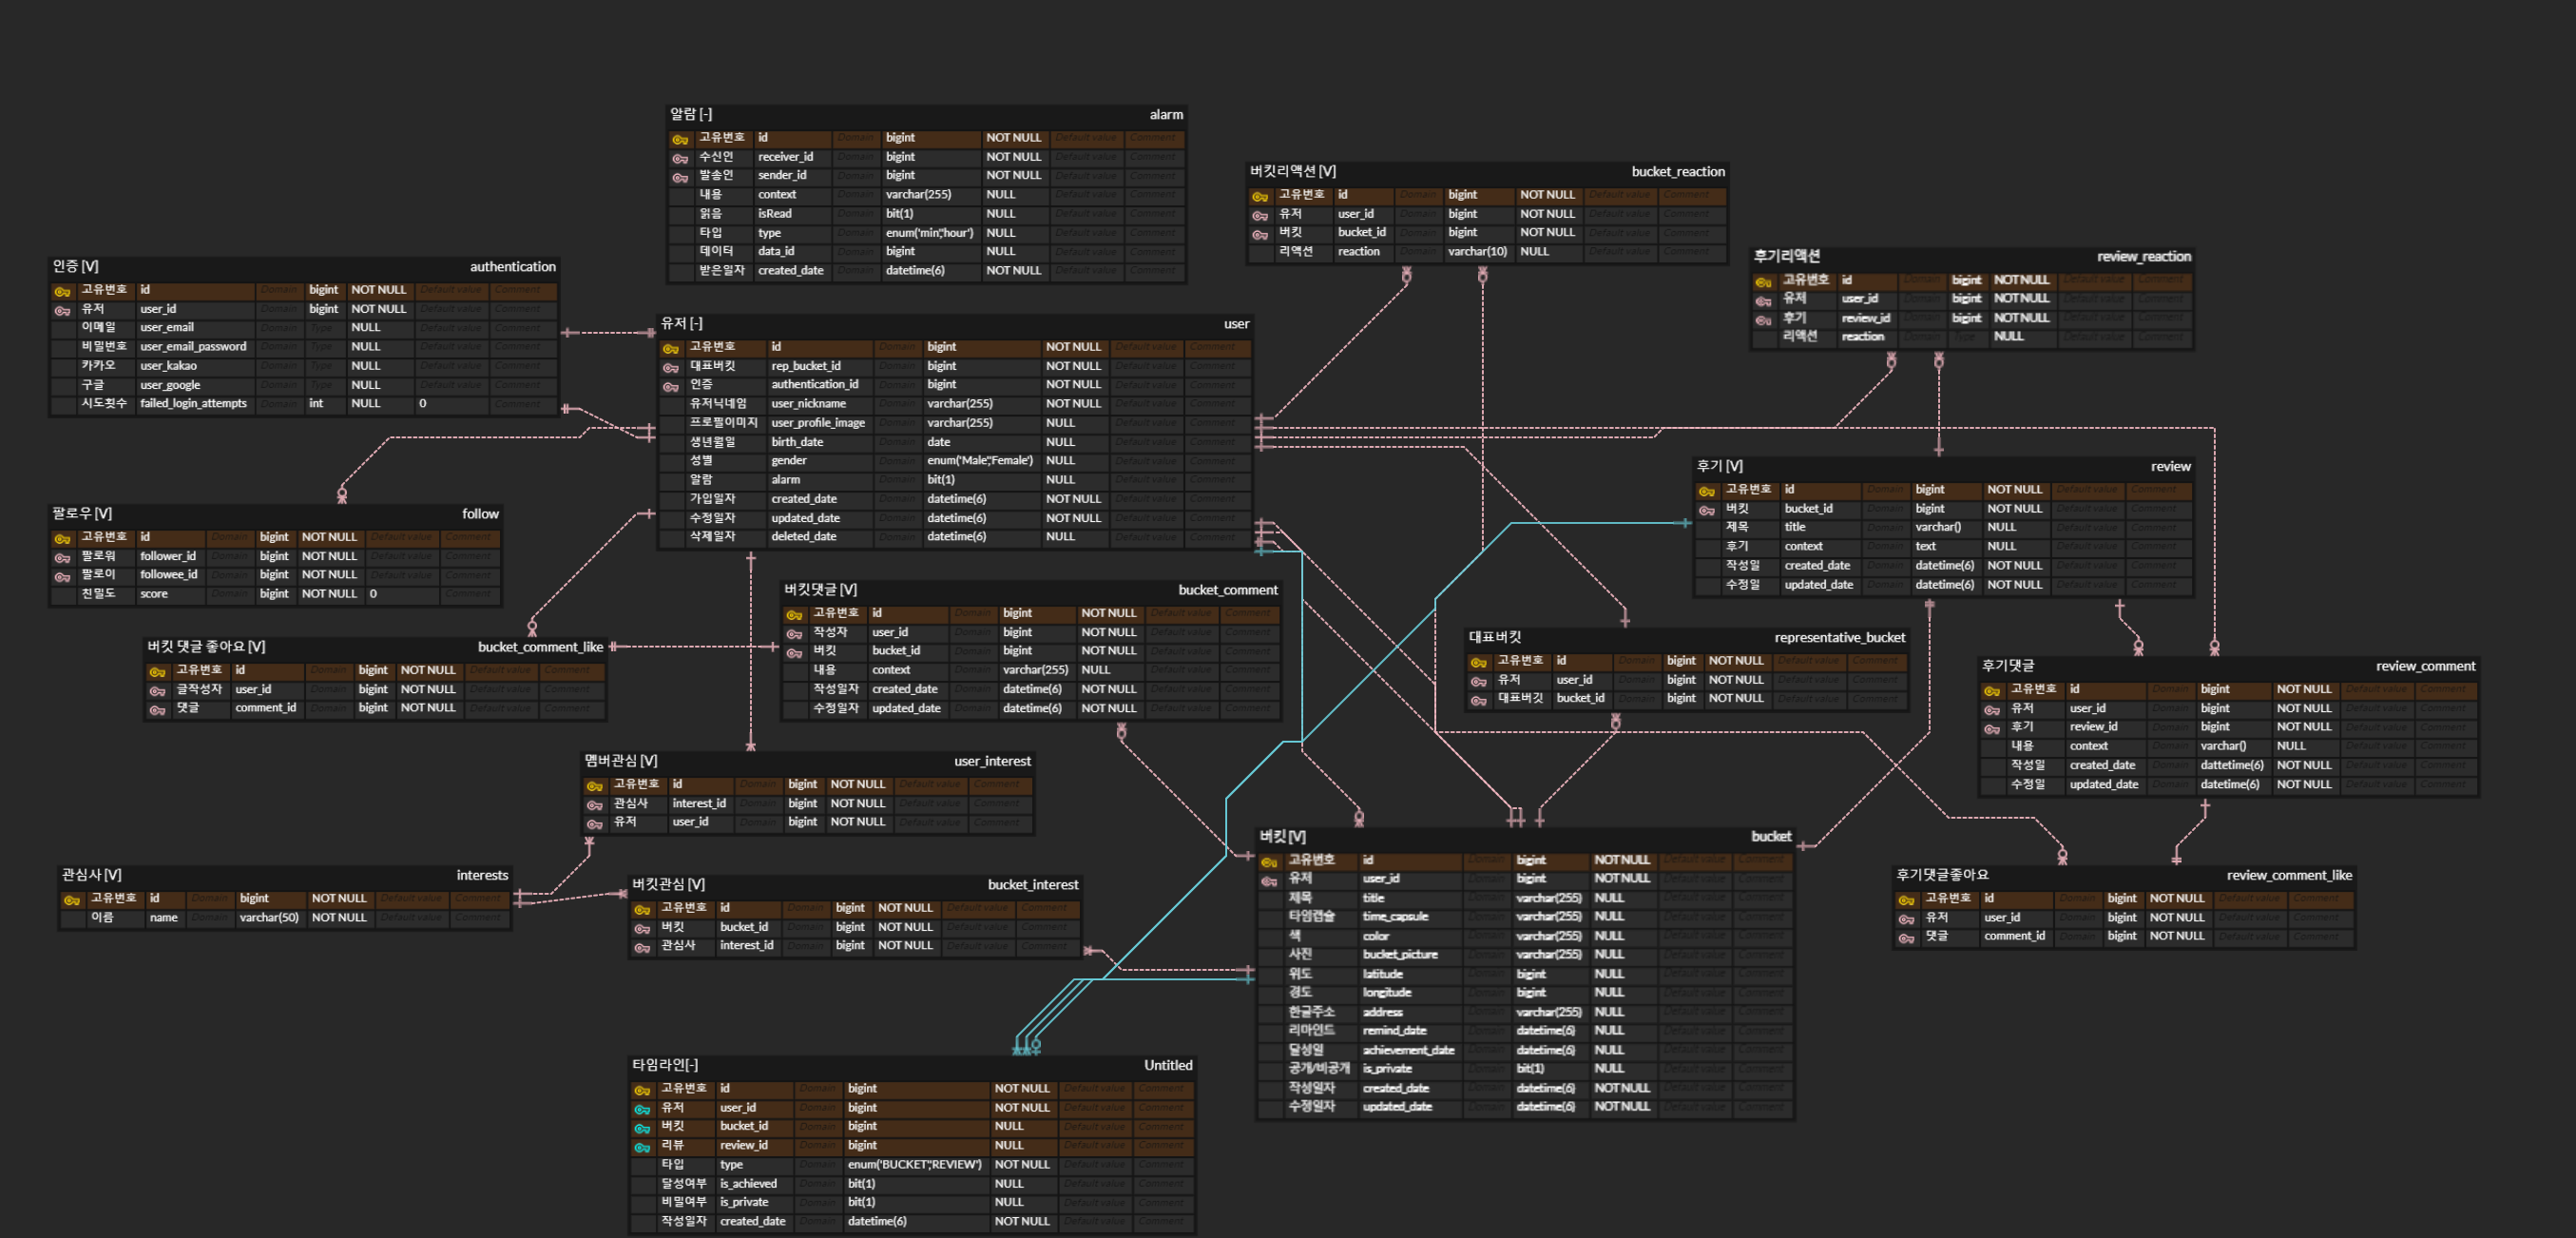 알람 [-] alarm
고유번호 id Domain bigint NOT NULL Default value Comment
수신인 receiver_id Domain bigint NOT NULL Default value Comment
발송인 sender_id Domain bigint NOT NULL Default value Comment
내용 context Domain varchar(255) NULL Default value Comment
읽음 isRead Domain bit(1) NULL Default value Comment
타입 type Domain enum('min','hour') NULL Default value Comment
데이터 data_id Domain bigint NULL Default value Comment
받은일자 created_date Domain datetime(6) NOT NULL Default value Comment
버킷리액션 [V] bucket_reaction
고유번호 id Domain bigint NOT NULL Default value Comment
유저 user_id Domain bigint NOT NULL Default value Comment
버킷 bucket_id Domain bigint NOT NULL Default value Comment
리액션 reaction Domain varchar(10) NULL Default value Comment
후기리액션 review_reaction
고유번호 id Domain bigint NOT NULL Default value Comment
유저 user_id Domain bigint NOT NULL Default value Comment
후기 review_id Domain bigint NOT NULL Default value Comment
리액션 reaction Domain Type NULL Default value Comment
인증 [V] authentication
고유번호 id Domain bigint NOT NULL Default value Comment
유저 user_id Domain bigint NOT NULL Default value Comment
이메일 user_email Domain Type NULL Default value Comment
비밀번호 user_email_password Domain Type NULL Default value Comment
카카오 user_kakao Domain Type NULL Default value Comment
구글 user_google Domain Type NULL Default value Comment
시도횟수 failed_login_attempts Domain int NULL 0 Comment
유저 [-] user
고유번호 id Domain bigint NOT NULL Default value Comment
대표버킷 rep_bucket_id Domain bigint NOT NULL Default value Comment
인증 authentication_id Domain bigint NOT NULL Default value Comment
유저닉네임 user_nickname Domain varchar(255) NOT NULL Default value Comment
프로필이미지 user_profile_image Domain varchar(255) NULL Default value Comment
생년월일 birth_date Domain date NULL Default value Comment
성별 gender Domain enum('Male','Female') NULL Default value Comment
알람 alarm Domain bit(1) NULL Default value Comment
가입일자 created_date Domain datetime(6) NOT NULL Default value Comment
수정일자 updated_date Domain datetime(6) NOT NULL Default value Comment
삭제일자 deleted_date Domain datetime(6) NULL Default value Comment
후기 [V] review
고유번호 id Domain bigint NOT NULL Default value Comment
버킷 bucket_id Domain bigint NOT NULL Default value Comment
제목 title Domain varchar() NULL Default value Comment
후기 context Domain text NULL Default value Comment
작성일 created_date Domain datetime(6) NOT NULL Default value Comment
수정일 updated_date Domain datetime(6) NOT NULL Default value Comment
팔로우 [V] follow
고유번호 id Domain bigint NOT NULL Default value Comment
팔로워 follower_id Domain bigint NOT NULL Default value Comment
팔로이 followee_id Domain bigint NOT NULL Default value Comment
친밀도 score Domain bigint NOT NULL 0 Comment
버킷댓글 [V] bucket_comment
고유번호 id Domain bigint NOT NULL Default value Comment
작성자 user_id Domain bigint NOT NULL Default value Comment
버킷 bucket_id Domain bigint NOT NULL Default value Comment
내용 context Domain varchar(255) NULL Default value Comment
작성일자 created_date Domain datetime(6) NOT NULL Default value Comment
수정일자 updated_date Domain datetime(6) NOT NULL Default value Comment
버킷 댓글 좋아요 [V] bucket_comment_like
고유번호 id Domain bigint NOT NULL Default value Comment
글작성자 user_id Domain bigint NOT NULL Default value Comment
댓글 comment_id Domain bigint NOT NULL Default value Comment
대표버킷 representative_bucket
고유번호 id Domain bigint NOT NULL Default value Comment
유저 user_id Domain bigint NOT NULL Default value Comment
대표버깃 bucket_id Domain bigint NOT NULL Default value Comment
후기댓글 review_comment
고유번호 id Domain bigint NOT NULL Default value Comment
유저 user_id Domain bigint NOT NULL Default value Comment
후기 review_id Domain bigint NOT NULL Default value Comment
내용 context Domain varchar() NULL Default value Comment
작성일 created_date Domain dattetime(6) NOT NULL Default value Comment
수정일 updated_date Domain datetime(6) NOT NULL Default value Comment
멤버관심 [V] user_interest
고유번호 id Domain bigint NOT NULL Default value Comment
관심사 interest_id Domain bigint NOT NULL Default value Comment
유저 user_id Domain bigint NOT NULL Default value Comment
버킷 [V] bucket
고유번호 id Domain bigint NOT NULL Default value Comment
유저 user_id Domain bigint NOT NULL Default value Comment
제목 title Domain varchar(255) NULL Default value Comment
타임캡슐 time_capsule Domain varchar(255) NULL Default value Comment
색 color Domain varchar(255) NULL Default value Comment
사진 bucket_picture Domain varchar(255) NULL Default value Comment
위도 latitude Domain bigint NULL Default value Comment
경도 longitude Domain bigint NULL Default value Comment
한글주소 address Domain varchar(255) NULL Default value Comment
리마인드 remind_date Domain datetime(6) NULL Default value Comment
달성일 achievement_date Domain datetime(6) NULL Default value Comment
공개/비공개 is_private Domain bit(1) NULL Default value Comment
작성일자 created_date Domain datetime(6) NOT NULL Default value Comment
수정일자 updated_date Domain datetime(6) NOT NULL Default value Comment
관심사 [V] interests
고유번호 id Domain bigint NOT NULL Default value Comment
이름 name Domain varchar(50) NOT NULL Default value Comment
버킷관심 [V] bucket_interest
고유번호 id Domain bigint NOT NULL Default value Comment
버킷 bucket_id Domain bigint NOT NULL Default value Comment
관심사 interest_id Domain bigint NOT NULL Default value Comment
후기댓글좋아요 review_comment_like
고유번호 id Domain bigint NOT NULL Default value Comment
유저 user_id Domain bigint NOT NULL Default value Comment
댓글 comment_id Domain bigint NOT NULL Default value Comment
타임라인[-] Untitled
고유번호 id Domain bigint NOT NULL Default value Comment
유저 user_id Domain bigint NOT NULL Default value Comment
버킷 bucket_id Domain bigint NULL Default value Comment
리뷰 review_id Domain bigint NULL Default value Comment
타입 type Domain enum('BUCKET','REVIEW') NOT NULL Default value Comment
달성여부 is_achieved Domain bit(1) NULL Default value Comment
비밀여부 is_private Domain bit(1) NULL Default value Comment
작성일자 created_date Domain datetime(6) NOT NULL Default value Comment